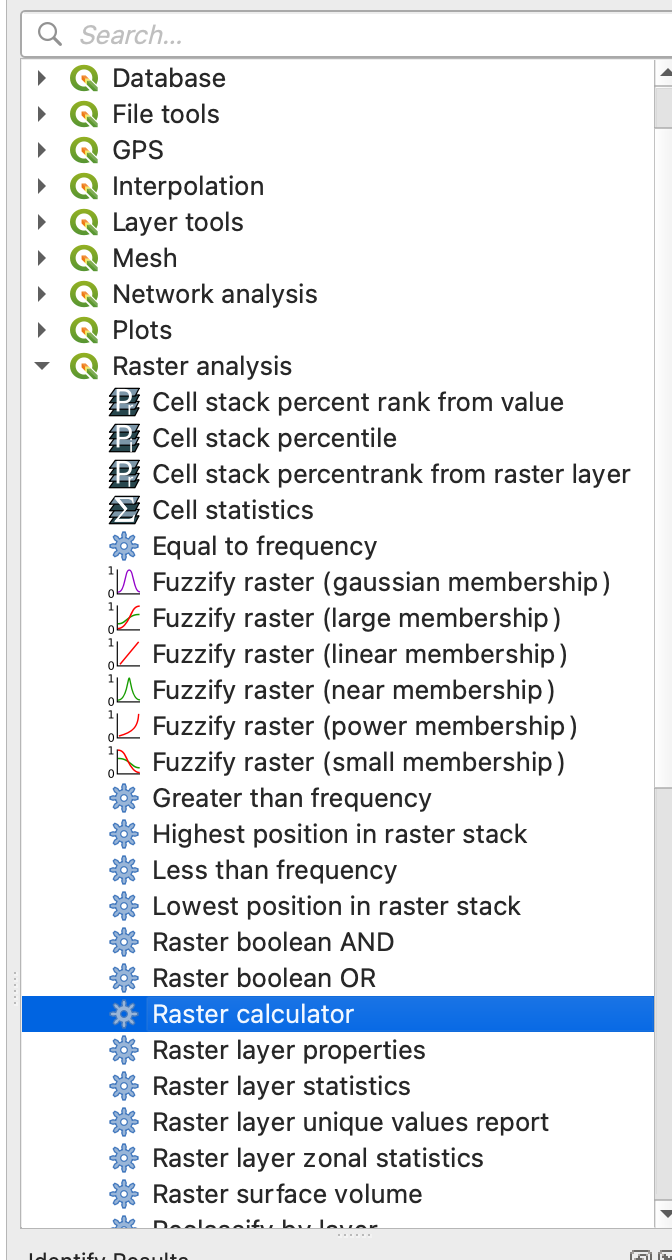 Search...
Database
File tools
GPS
Interpolation
Layer tools
Mesh
Network analysis
Plots
Raster analysis
Cell stack percent rank from value
Cell stack percentile
Cell stack percentrank from raster layer
Cell statistics
Equal to frequency
Fuzzify raster (gaussian membership)
Fuzzify raster (large membership)
Fuzzify raster (linear membership)
Fuzzify raster (near membership)
Fuzzify raster (power membership)
Fuzzify raster (small membership)
Greater than frequency
Highest position in raster stack
Less than frequency
Lowest position in raster stack
Raster boolean AND
Raster boolean OR
Raster calculator
Raster layer properties
Raster layer statistics
Raster layer unique values report
Raster layer zonal statistics
Raster surface volume
Reclassify by layer
Identify Results